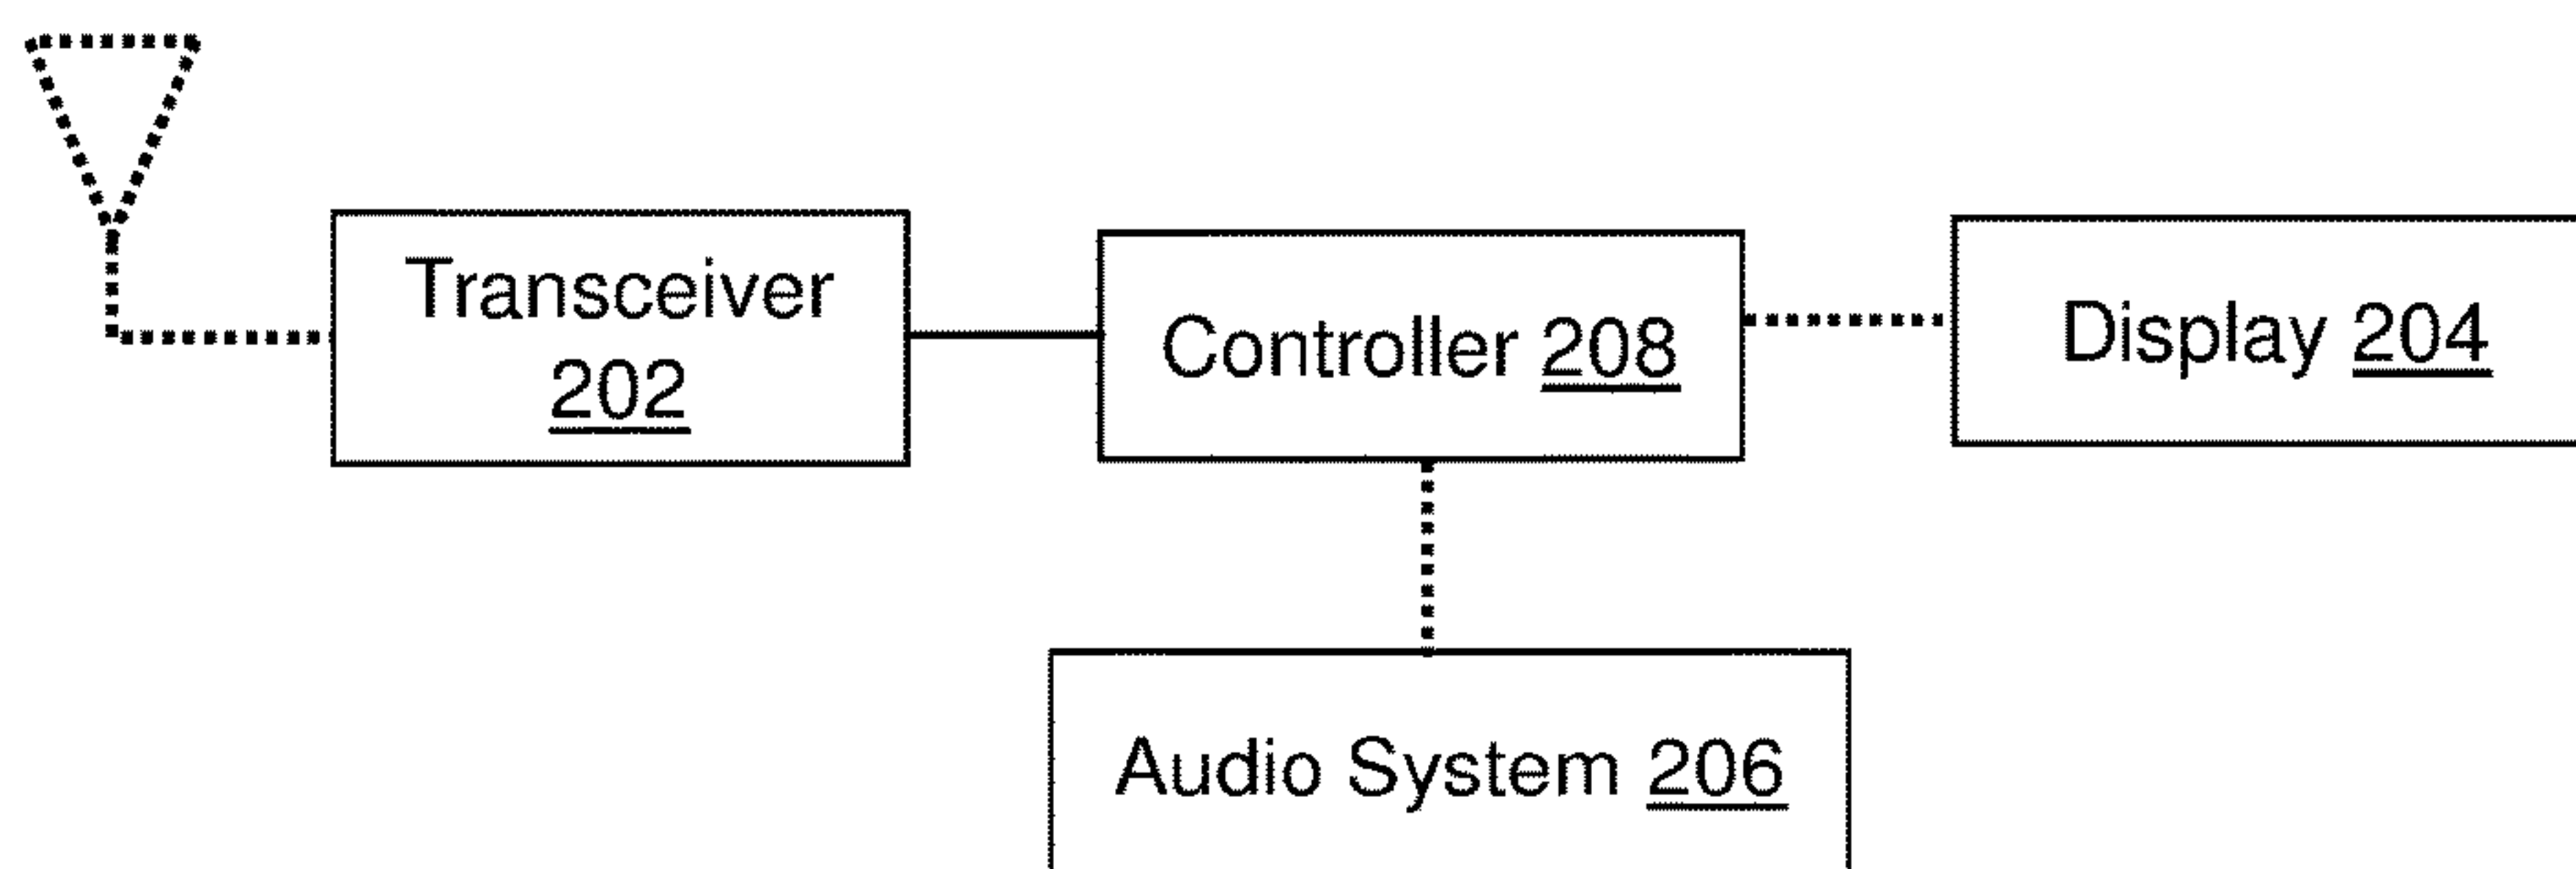 Transceiver
202
Controller 208
Display 204
Audio System 206